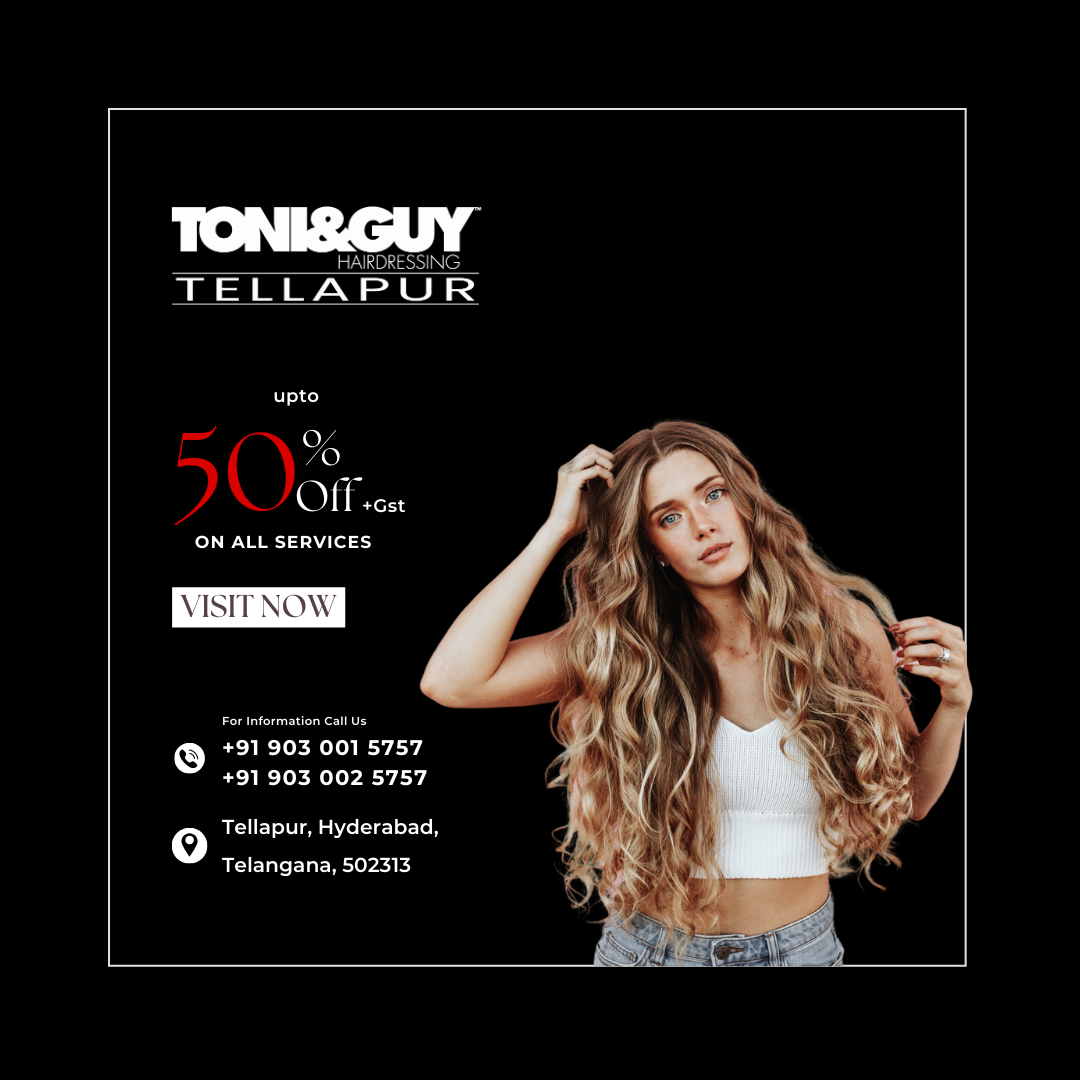 TONI&GUY™
HAIRDRESSING
TELLAPUR
upto
50%
Off +Gst
ON ALL SERVICES
VISIT NOW
For Information Call Us
+91 903 001 5757
+91 903 002 5757
Tellapur, Hyderabad,
Telangana, 502313